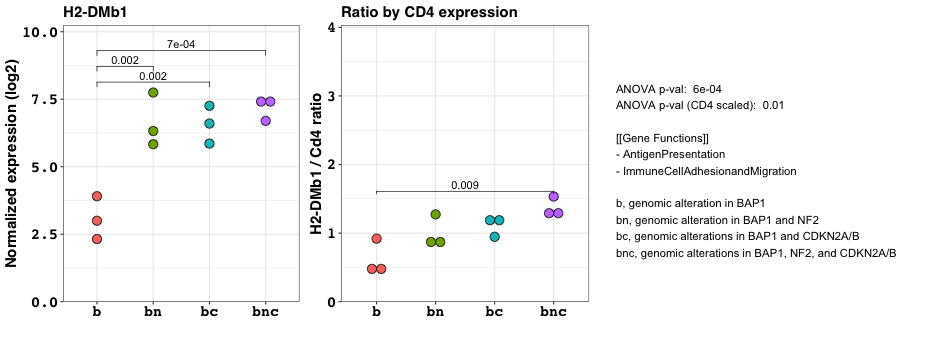 H2-DMb1
Normalized expression (log2)
10.0
7.5
5.0
2.5
0.0
7e-04
0.002
0.002
b bn bc bnc
Ratio by CD4 expression
H2-DMb1 / Cd4 ratio
4
3
2
1
0
0.009
b bn bc bnc
ANOVA p-val: 6e-04
ANOVA p-val (CD4 scaled): 0.01
[[Gene Functions]]
- AntigenPresentation
- ImmuneCellAdhesionandMigration
b, genomic alteration in BAP1
bn, genomic alteration in BAP1 and NF2
bc, genomic alterations in BAP1 and CDKN2A/B
bnc, genomic alterations in BAP1, NF2, and CDKN2A/B